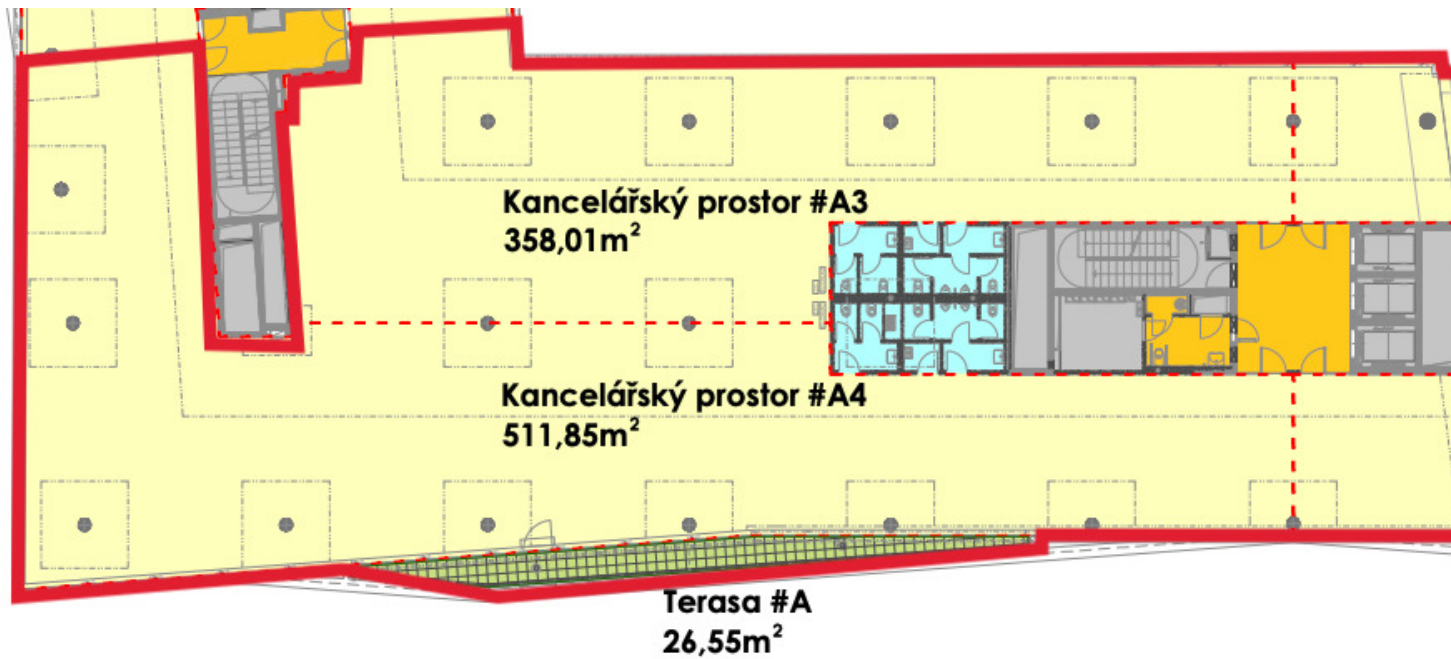 Kancelářský prostor #A3
358,01m²
Kancelářský prostor #A4
511,85m²
Terasa #A
26,55m²